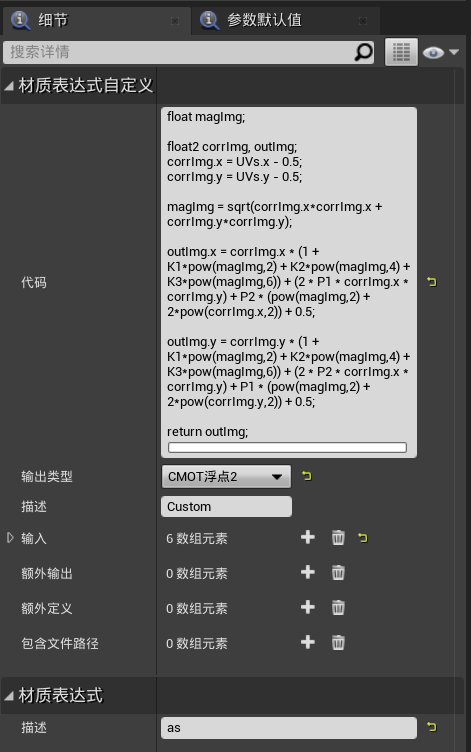 细节
参数默认值
搜索详情
材质表达式自定义
代码
float magImg;
float2 corrImg, outImg;
corrImg.x = UVs.x - 0.5;
corrImg.y = UVs.y - 0.5;
magImg = sqrt(corrImg.x*corrImg.x +
corrImg.y*corrImg.y);
outImg.x = corrImg.x * (1 +
K1*pow(magImg,2) + K2*pow(magImg,4) +
K3*pow(magImg,6)) + (2 * P1 * corrImg.x *
corrImg.y) + P2 * (pow(magImg,2) +
2*pow(corrImg.x,2)) + 0.5;
outImg.y = corrImg.y * (1 +
K1*pow(magImg,2) + K2*pow(magImg,4) +
K3*pow(magImg,6)) + (2 * P2 * corrImg.x *
corrImg.y) + P1 * (pow(magImg,2) +
2*pow(corrImg.y,2)) + 0.5;
return outImg;
输出类型 CMOT浮点2
描述 Custom
输入 6 数组元素
额外输出 0 数组元素
额外定义 0 数组元素
包含文件路径 0 数组元素
材质表达式
描述 as